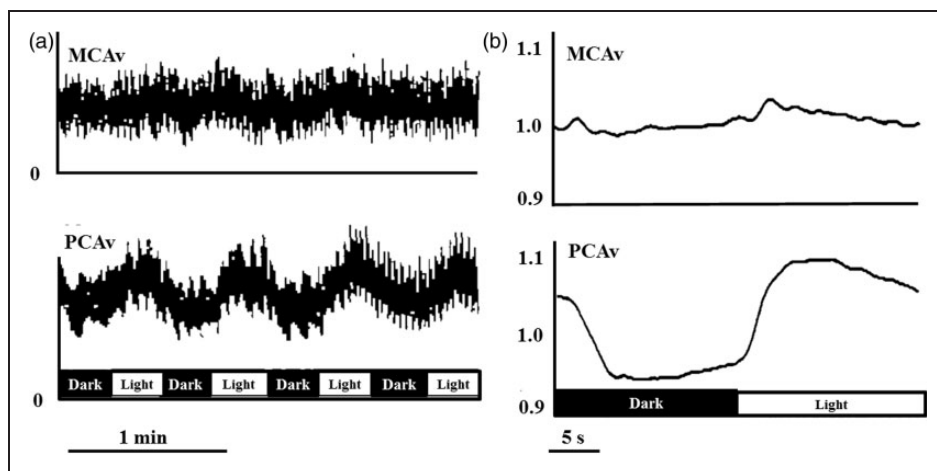 (a)
MCAv
0
PCAv
Dark Light Dark Light Dark Light Dark Light
0
1 min
(b)
1.1
MCAv
1.0
0.9
1.1
PCAv
1.0
0.9
Dark Light
5 s